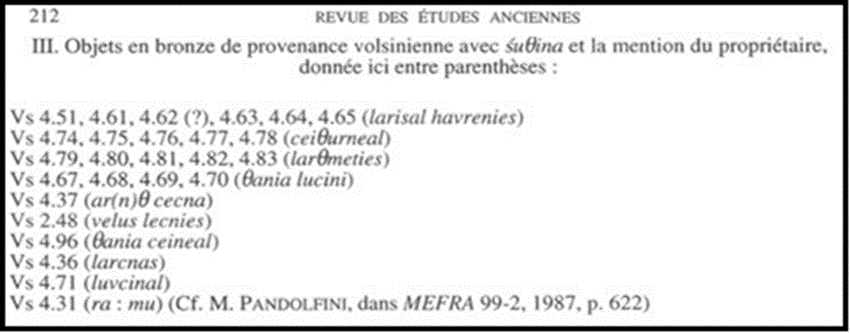 212 REVUE DES ÉTUDES ANCIENNES
III. Objets en bronze de provenance volsinienne avec śuθina et la mention du propriétaire,
donnée ici entre parenthèses :
Vs 4.51, 4.61, 4.62 (?), 4.63, 4.64, 4.65 (larisal havrenies)
Vs 4.74, 4.75, 4.76, 4.77, 4.78 (ceiθurneal)
Vs 4.79, 4.80, 4.81, 4.82, 4.83 (larθmeties)
Vs 4.67, 4.68, 4.69, 4.70 (θania lucini)
Vs 4.37 (ar(n)θ cecna)
Vs 2.48 (velus lecnies)
Vs 4.96 (θania ceineal)
Vs 4.36 (larcnas)
Vs 4.71 (luvcinal)
Vs 4.31 (ra : mu) (Cf. M. PANDOLFINI, dans MEFRA 99-2, 1987, p. 622)